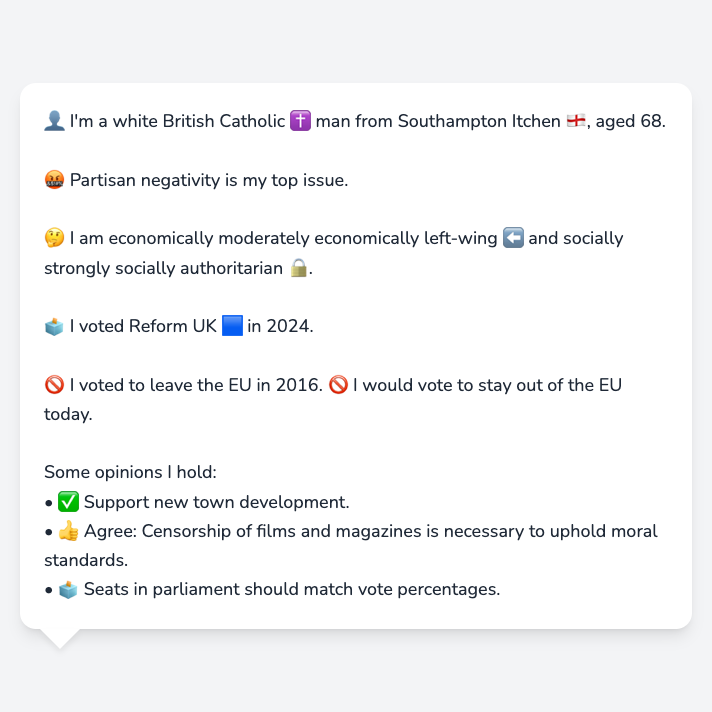 👤 I'm a white British Catholic ✝️ man from Southampton Itchen 🏴󠁧󠁢󠁥󠁮󠁧󠁿, aged 68.
🤬 Partisan negativity is my top issue.
🤔 I am economically moderately economically left-wing ⬅️ and socially
strongly socially authoritarian 🔒.
🗳️ I voted Reform UK 🟦 in 2024.
🚫 I voted to leave the EU in 2016. 🚫 I would vote to stay out of the EU
today.
Some opinions I hold:
• ✅ Support new town development.
• 👍 Agree: Censorship of films and magazines is necessary to uphold moral
standards.
• 🗳️ Seats in parliament should match vote percentages.